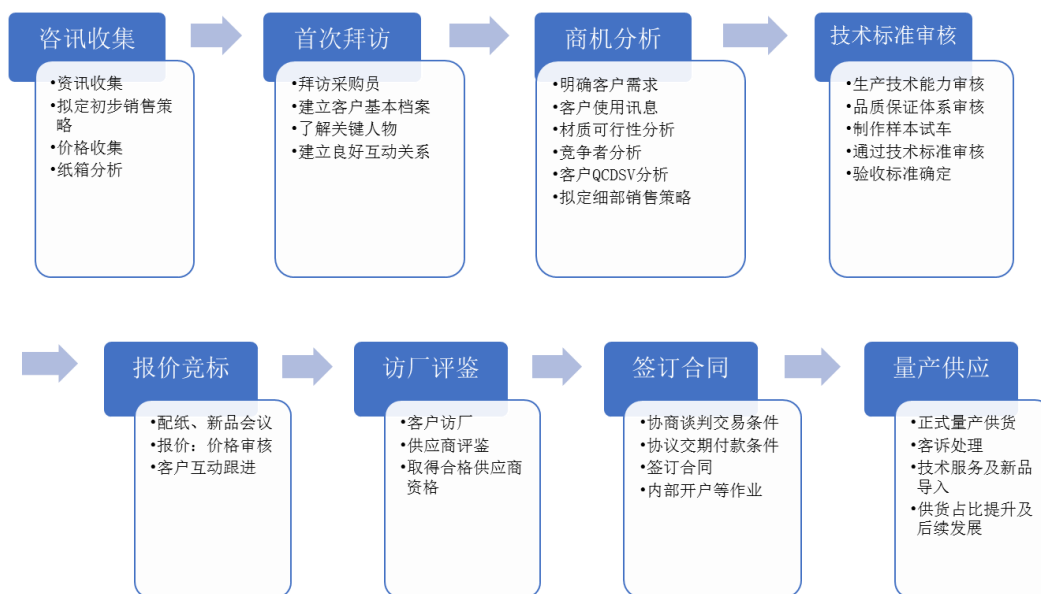 咨讯收集
•资讯收集
•拟定初步销售策
略
•价格收集
•纸箱分析
首次拜访
•拜访采购员
•建立客户基本档案
•了解关键人物
•建立良好互动关系
商机分析
•明确客户需求
•客户使用讯息
•材质可行性分析
•竞争者分析
•客户QCDSV分析
•拟定细部销售策略
技术标准审核
•生产技术能力审核
•品质保证体系审核
•制作样本试车
•通过技术标准审核
•验收标准确定
报价竞标
•配纸、新品会议
•报价: 价格审核
•客户互动跟进
访厂评鉴
•客户访厂
•供应商评鉴
•取得合格供应商
资格
签订合同
•协商谈判交易条件
•协议交期付款条件
•签订合同
•内部开户等作业
量产供应
•正式量产供货
•客诉处理
•技术服务及新品
导入
•供货占比提升及
后续发展